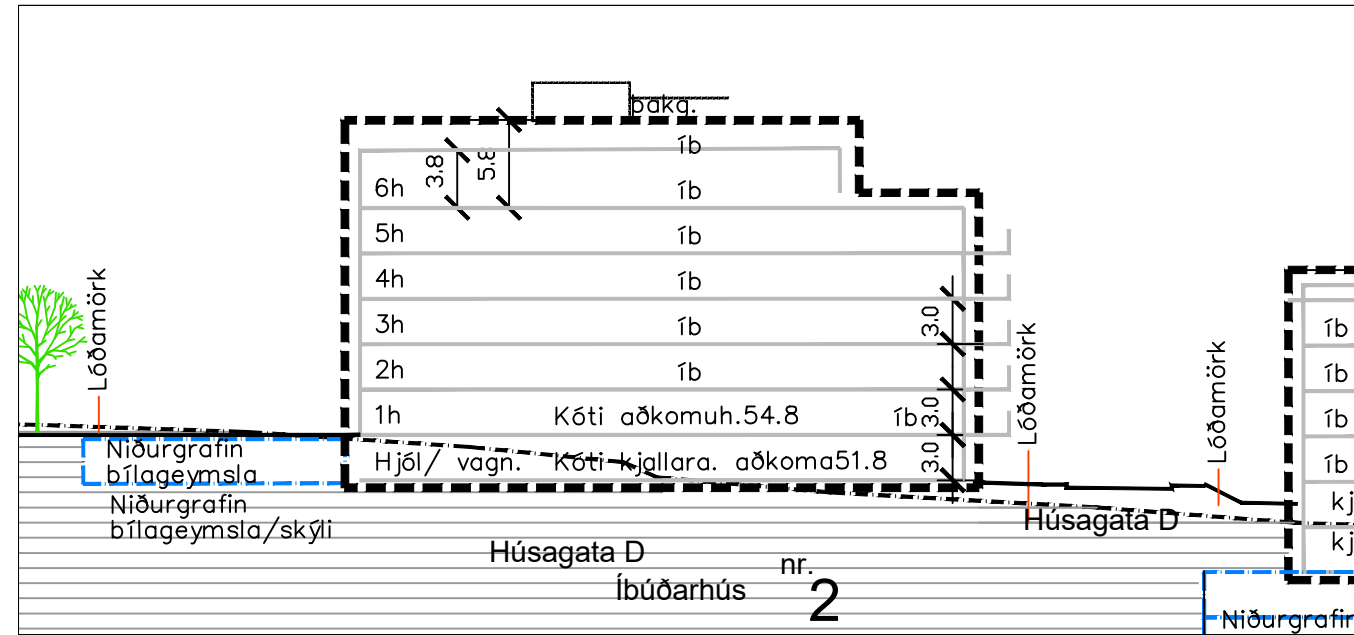 þakg.
íb
3.8
5.8
6h
íb
5h
íb
4h
íb
3h
íb
3.0
2h
íb
1h
Kóti aðkomuh.54.8
íb
3.0
Hjól/ vagn.
Kóti kjallara. aðkoma51.8
3.0
Lóðamörk
Lóðamörk
Lóðamörk
íb
íb
íb
íb
kj
kj
Niðurgrafin
bílageymsla
Niðurgrafin
bílageymsla/skýli
Húsagata D
Húsagata D
nr.
Íbúðarhús
2
Niðurgrafin